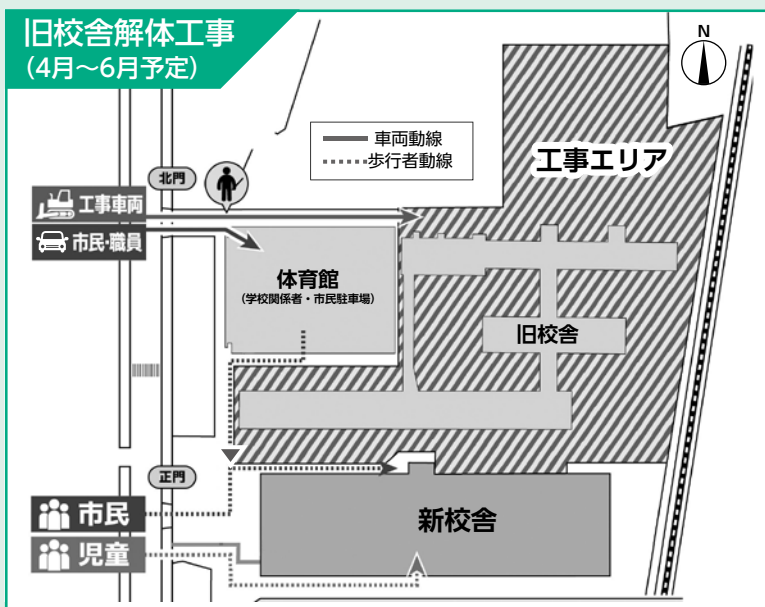 旧校舎解体工事
(4月～6月予定)
N
車両動線
歩行者動線
工事エリア
北門
工事車両
市民・職員
体育館
(学校関係者・市民駐車場)
旧校舎
正門
市民
新校舎
児童